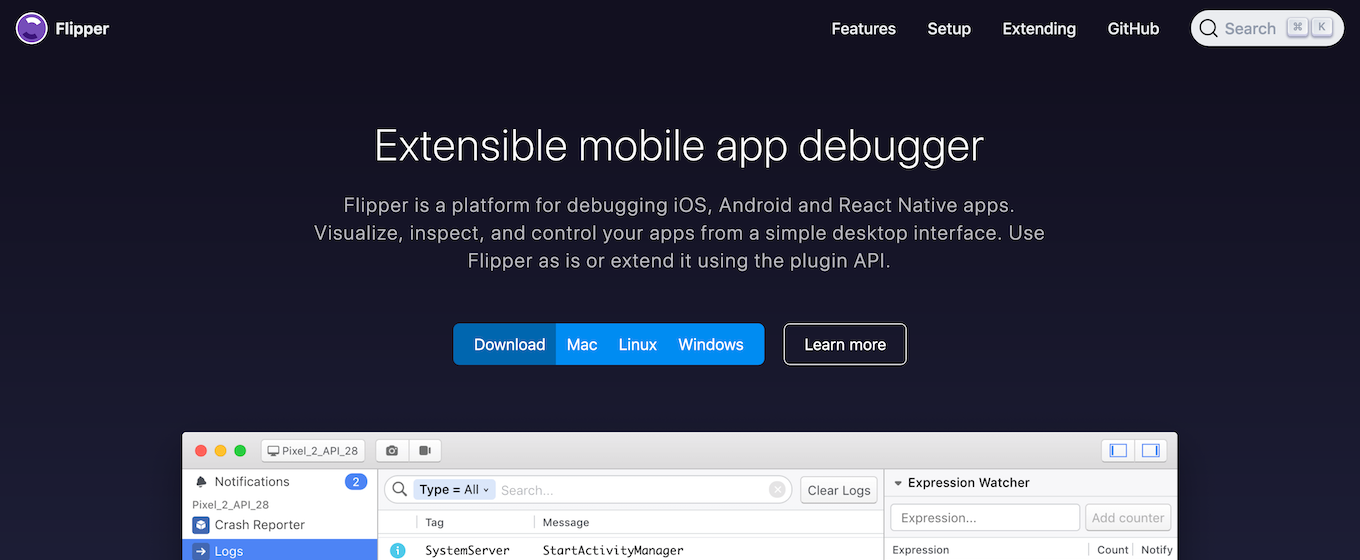 Flipper
Features Setup Extending GitHub Search ⌘ K
Extensible mobile app debugger
Flipper is a platform for debugging iOS, Android and React Native apps.
Visualize, inspect, and control your apps from a simple desktop interface. Use
Flipper as is or extend it using the plugin API.
Download Mac Linux Windows Learn more
Pixel_2_API_28
Notifications 2
Pixel_2_API_28
Crash Reporter
Logs
Type = All Search... Clear Logs
Tag Message
i SystemServer StartActivityManager
Expression Watcher
Expression... Add counter
Expression Count Notify